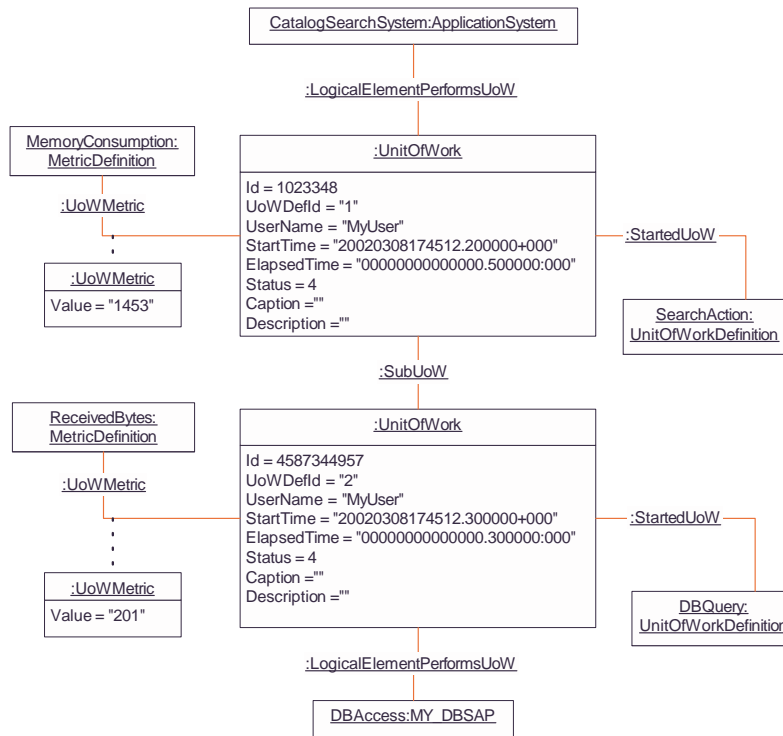 CatalogSearchSystem:ApplicationSystem
:LogicalElementPerformsUoW
MemoryConsumption:
MetricDefinition
:UoWMetric
:UoWMetric
Value = "1453"
:UnitOfWork
Id = 1023348
UoWDefId = "1"
UserName = "MyUser"
StartTime = "20020308174512.200000+000"
ElapsedTime = "00000000000000.500000:000"
Status = 4
Caption =""
Description =""
:StartedUoW
SearchAction:
UnitOfWorkDefinition
:SubUoW
ReceivedBytes:
MetricDefinition
:UoWMetric
:UoWMetric
Value = "201"
:UnitOfWork
Id = 4587344957
UoWDefId = "2"
UserName = "MyUser"
StartTime = "20020308174512.300000+000"
ElapsedTime = "00000000000000.300000:000"
Status = 4
Caption =""
Description =""
:StartedUoW
DBQuery:
UnitOfWorkDefinition
:LogicalElementPerformsUoW
DBAccess:MY_DBSAP